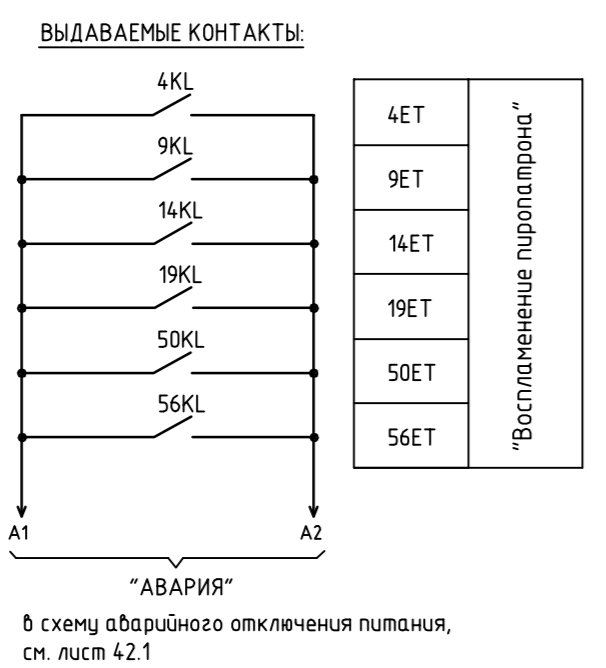 ВЫДАВАЕМЫЕ КОНТАКТЫ:
4KL
9KL
14KL
19KL
50KL
56KL
A1
A2
"АВАРИЯ"
4ET
9ET
14ET
19ET
50ET
56ET
"Воспламенение пиропатрона"
в схему аварийного отключения питания,
см. лист 42.1